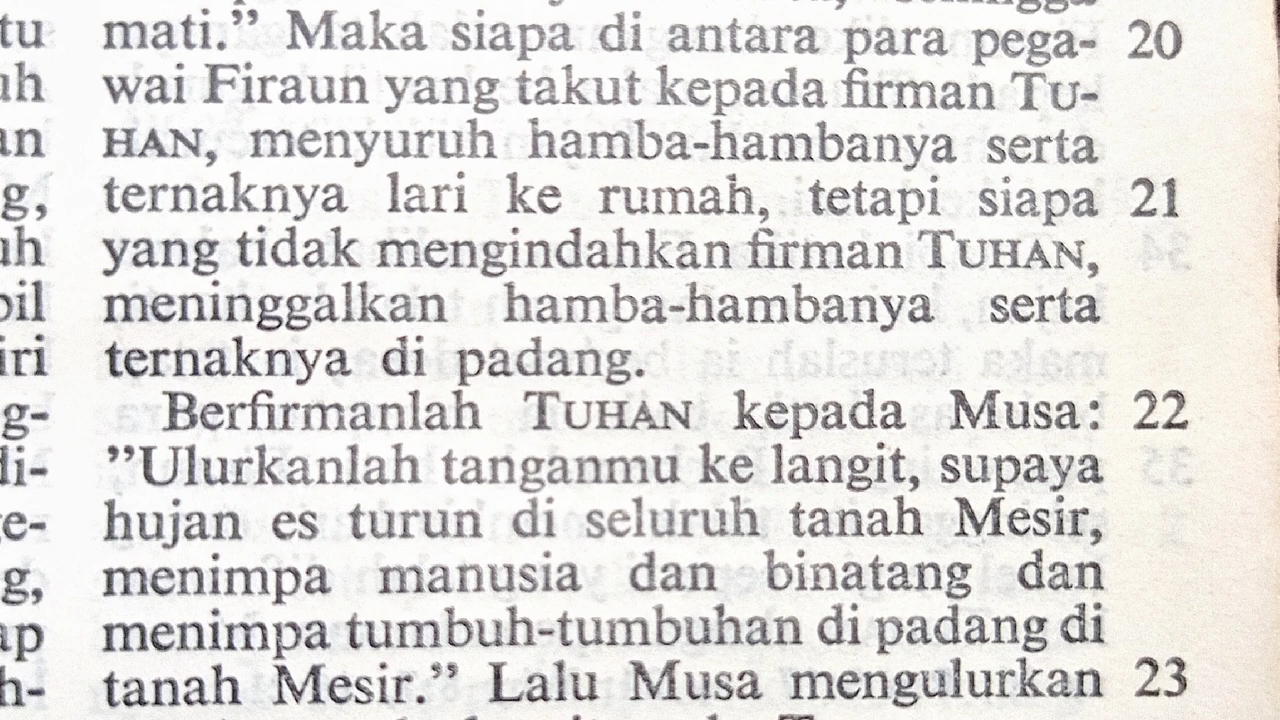 mati.” Maka siapa di antara para pega- 20
wai Firaun yang takut kepada firman TU-
HAN, menyuruh hamba-hambanya serta
ternaknya lari ke rumah, tetapi siapa 21
yang tidak mengindahkan firman TUHAN,
meninggalkan hamba-hambanya serta
ternaknya di padang.
Berfirmanlah TUHAN kepada Musa: 22
”Ulurkanlah tanganmu ke langit, supaya
hujan es turun di seluruh tanah Mesir,
menimpa manusia dan binatang dan
menimpa tumbuh-tumbuhan di padang di
tanah Mesir.” Lalu Musa mengulurkan 23